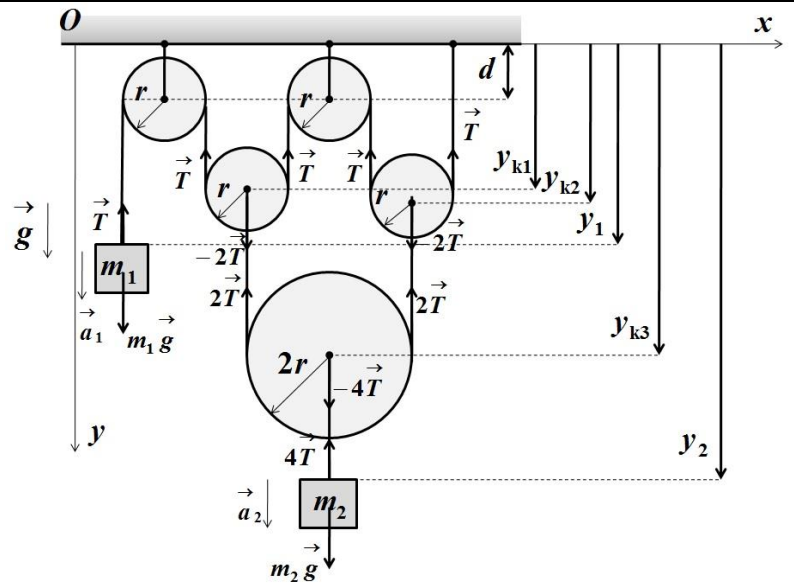 O x
d
r r
T
T T T
y_k1
r r
y_k2
y_1
g
T
-2T -2T
m_1
2T 2T
a_1 m_1 g
y_k3
2r
-4T
y
4T
y_2
a_2 m_2
m_2 g